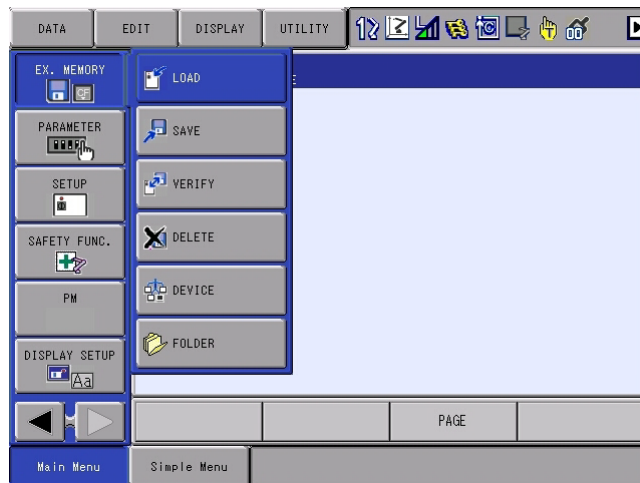 DATA
EDIT
DISPLAY
UTILITY
EX. MEMORY
CF
LOAD
E
PARAMETER
SAVE
SETUP
VERIFY
SAFETY FUNC.
DELETE
PM
DEVICE
DISPLAY SETUP
Aa
FOLDER
PAGE
Main Menu
Simple Menu